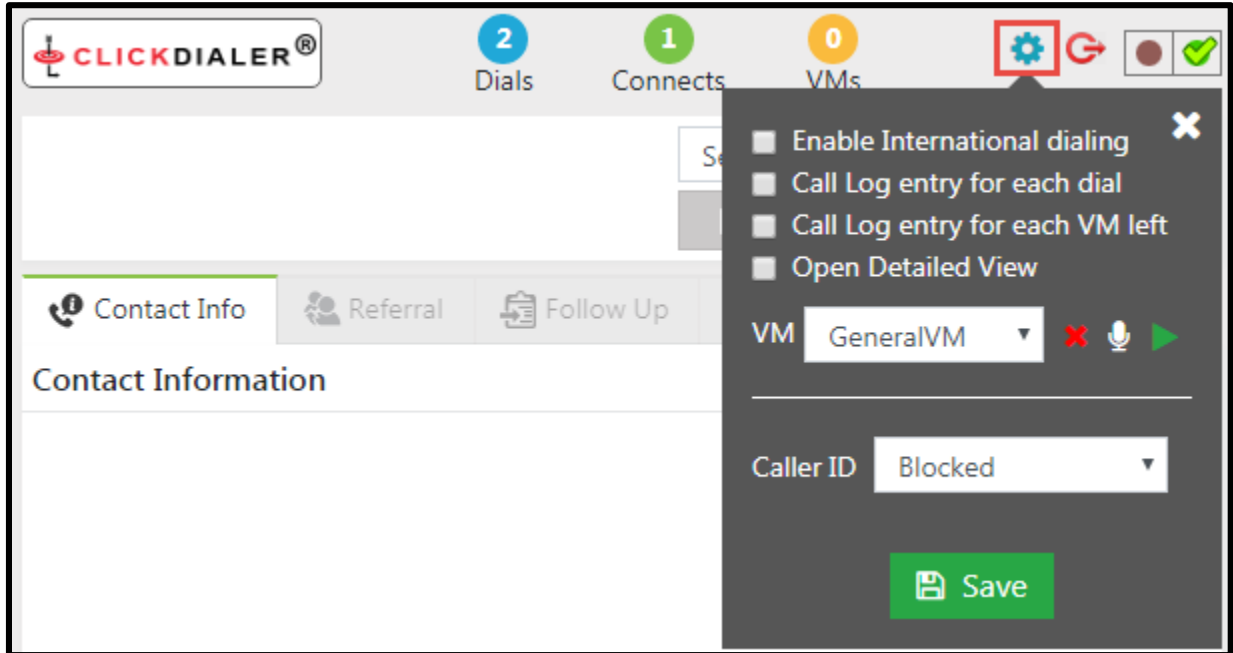 CLICKDIALER®
2 1 0
Dials Connects VMs
Enable International dialing
Call Log entry for each dial
Call Log entry for each VM left
Open Detailed View
VM GeneralVM
Caller ID Blocked
Save
Contact Info Referral Follow Up
Contact Information